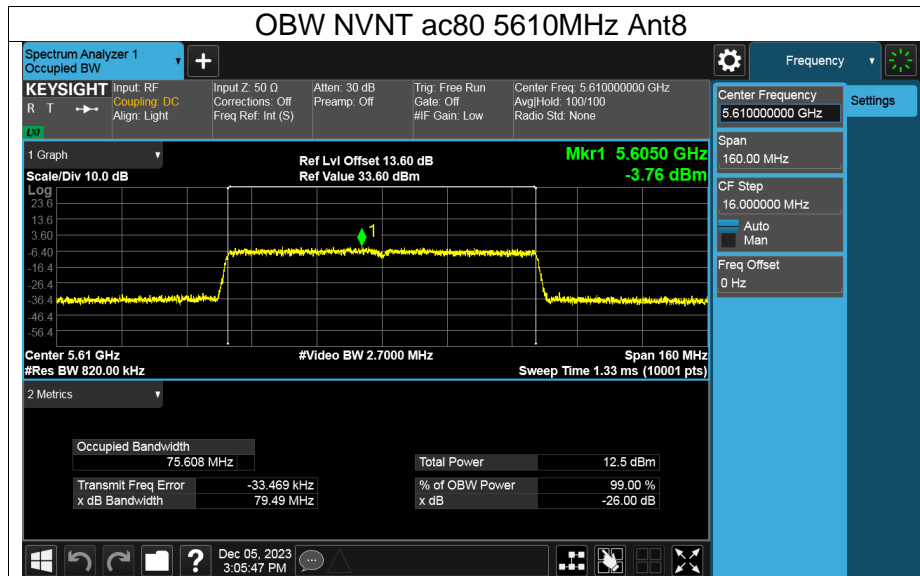 OBW NVNT ac80 5610MHz Ant8
Spectrum Analyzer 1
Occupied BW
+
Frequency
KEYSIGHT
R T
LXI
Input: RF
Coupling: DC
Align: Light
Input Z: 50 Ω
Corrections: Off
Freq Ref: Int (S)
Atten: 30 dB
Preamp: Off
Trig: Free Run
Gate: Off
#IF Gain: Low
Center Freq: 5.610000000 GHz
Avg|Hold: 100/100
Radio Std: None
Center Frequency
5.610000000 GHz
Settings
Span
160.00 MHz
CF Step
16.000000 MHz
Auto
Man
Freq Offset
0 Hz
1 Graph
Scale/Div 10.0 dB
Ref Lvl Offset 13.60 dB
Ref Value 33.60 dBm
Mkr1 5.6050 GHz
-3.76 dBm
Log
23.6
13.6
3.60
-6.40
-16.4
-26.4
-36.4
-46.4
-56.4
1
Center 5.61 GHz
#Video BW 2.7000 MHz
Span 160 MHz
#Res BW 820.00 kHz
Sweep Time 1.33 ms (10001 pts)
2 Metrics
Occupied Bandwidth
75.608 MHz
Total Power 12.5 dBm
Transmit Freq Error -33.469 kHz
% of OBW Power 99.00 %
x dB Bandwidth 79.49 MHz
x dB -26.00 dB
?
Dec 05, 2023
3:05:47 PM